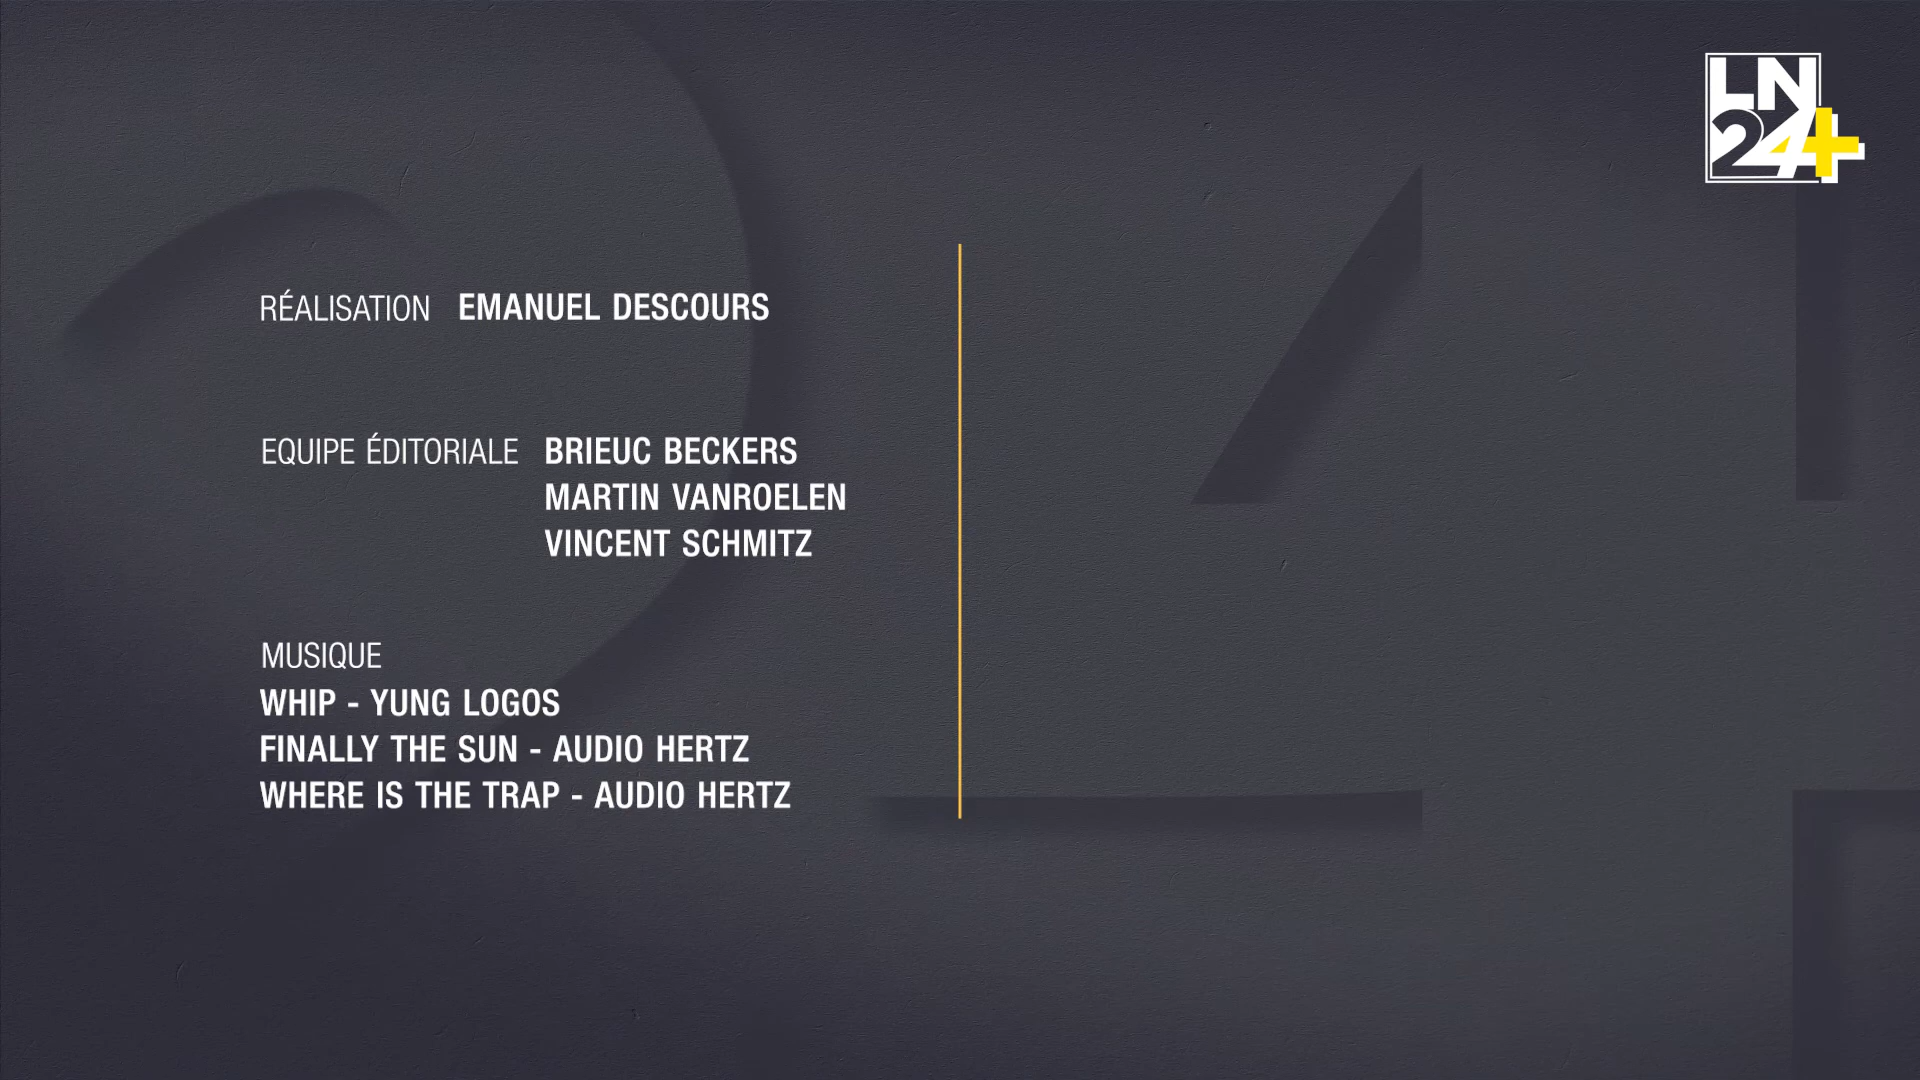 LN
24+
RÉALISATION EMANUEL DESCOURS
EQUIPE ÉDITORIALE BRIEUC BECKERS
MARTIN VANROELEN
VINCENT SCHMITZ
MUSIQUE
WHIP - YUNG LOGOS
FINALLY THE SUN - AUDIO HERTZ
WHERE IS THE TRAP - AUDIO HERTZ